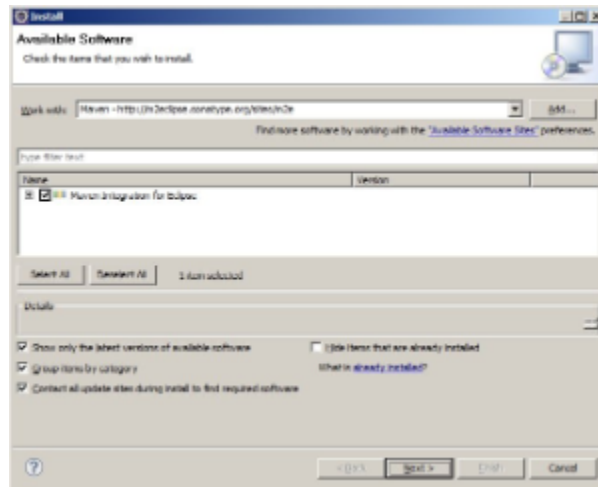 Install
Available Software
Check the items that you wish to install.
Work with: Maven - http://m2eclipse.sonatype.org/sites/m2e
Add...
Find more software by working with the "Available Software Sites" preferences.
type filter text
Name Version
Maven Integration for Eclipse
Select All Deselect All 1 item selected
Details
Show only the latest versions of available software Hide items that are already installed
Group items by category What is already installed?
Contact all update sites during install to find required software
? < Back Next > Finish Cancel